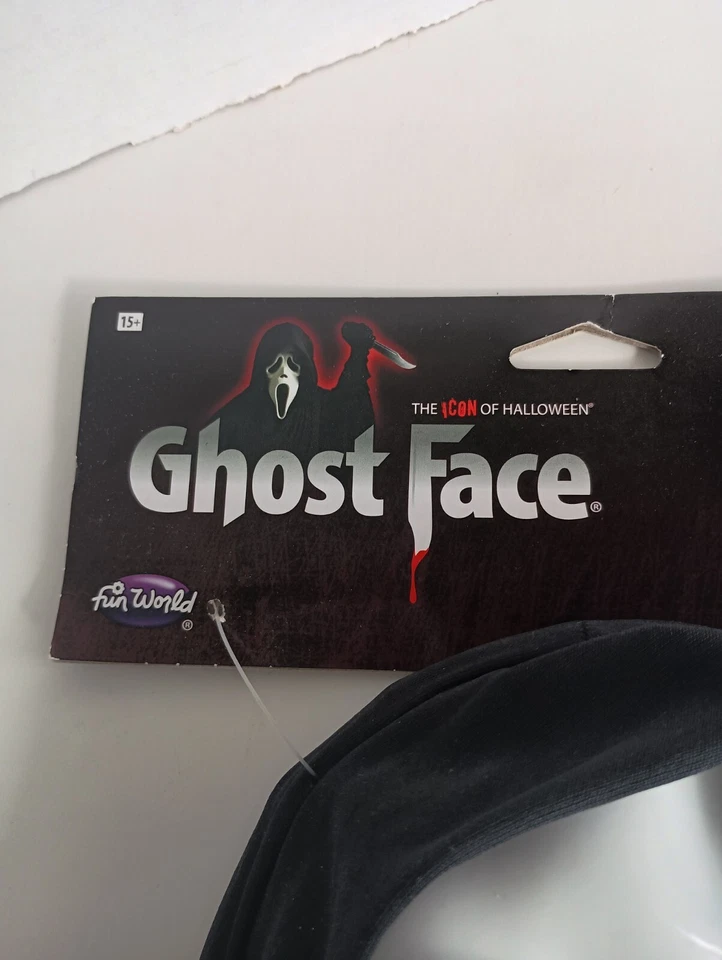 15+
THE ICON OF HALLOWEEN®
Ghost Face®
fun World®